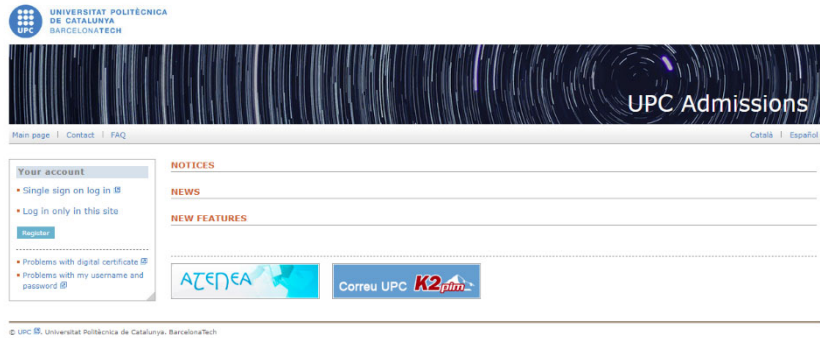 UPC
UNIVERSITAT POLITÈCNICA
DE CATALUNYA
BARCELONATECH
UPC Admissions
Main page | Contact | FAQ
Català | Español
Your account
Single sign on log in
Log in only in this site
Register
Problems with digital certificate
Problems with my username and
password
NOTICES
NEWS
NEW FEATURES
ATENEA
Correu UPC K2pim
© UPC. Universitat Politècnica de Catalunya. BarcelonaTech